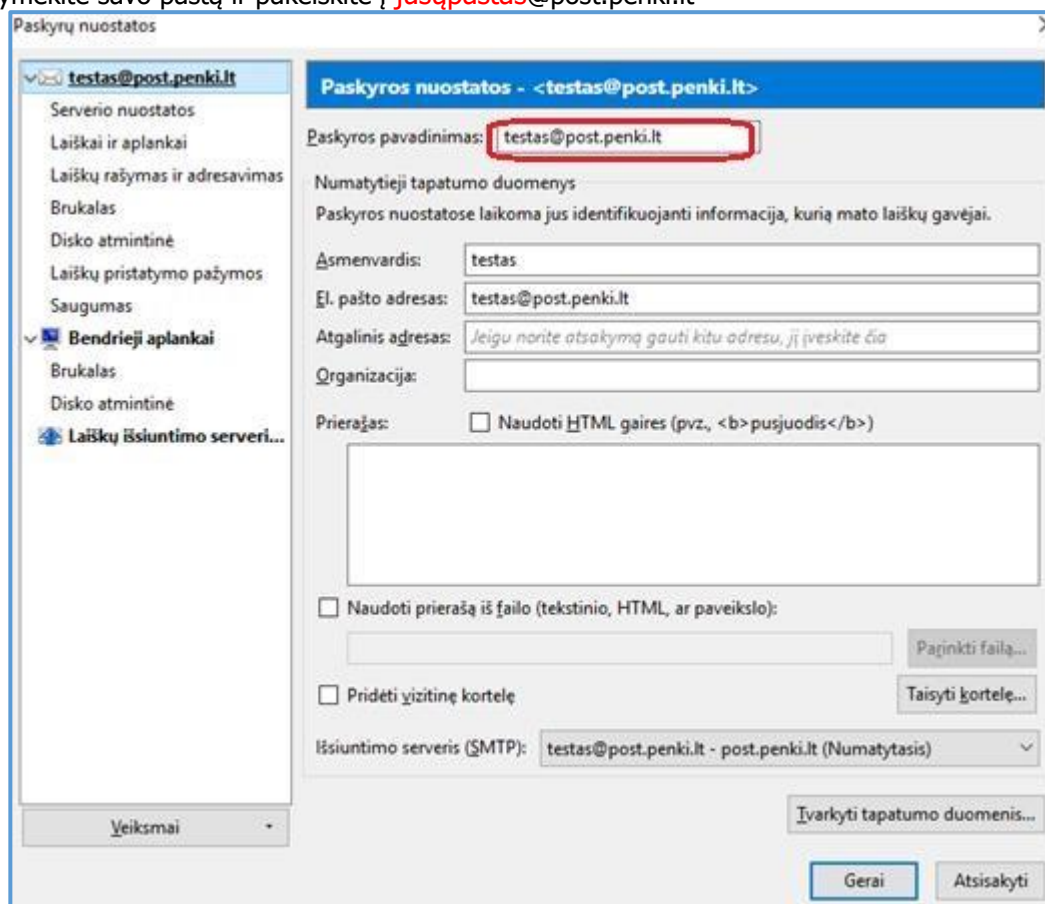 savo paštą ir pakeiskite į jūsųpaštas@post.penki.lt
Paskyrų nuostatos
testas@post.penki.lt
Serverio nuostatos
Laiškai ir aplankai
Laiškų rašymas ir adresavimas
Brukalas
Disko atmintinė
Laiškų pristatymo pažymos
Saugumas
Bendrieji aplankai
Brukalas
Disko atmintinė
Laiškų išsiuntimo serveri...
Veiksmai
Paskyros nuostatos - <testas@post.penki.lt>
Paskyros pavadinimas: testas@post.penki.lt
Numatytieji tapatumo duomenys
Paskyros nuostatose laikoma jus identifikuojanti informacija, kurią mato laiškų gavėjai.
Asmenvardis: testas
El. pašto adresas: testas@post.penki.lt
Atgalinis adresas: Jeigu norite atsakymą gauti kitu adresu, jį įveskite čia
Organizacija:
Prierašas: Naudoti HTML gaires (pvz., <b>pusjuodis</b>)
Naudoti prierašą iš failo (tekstinio, HTML, ar paveikslo):
Parinkti failą...
Pridėti vizitinę kortelę
Taisyti kortelę...
Išsiuntimo serveris (SMTP): testas@post.penki.lt - post.penki.lt (Numatytasis)
Tvarkyti tapatumo duomenis...
Gerai
Atsisakyti